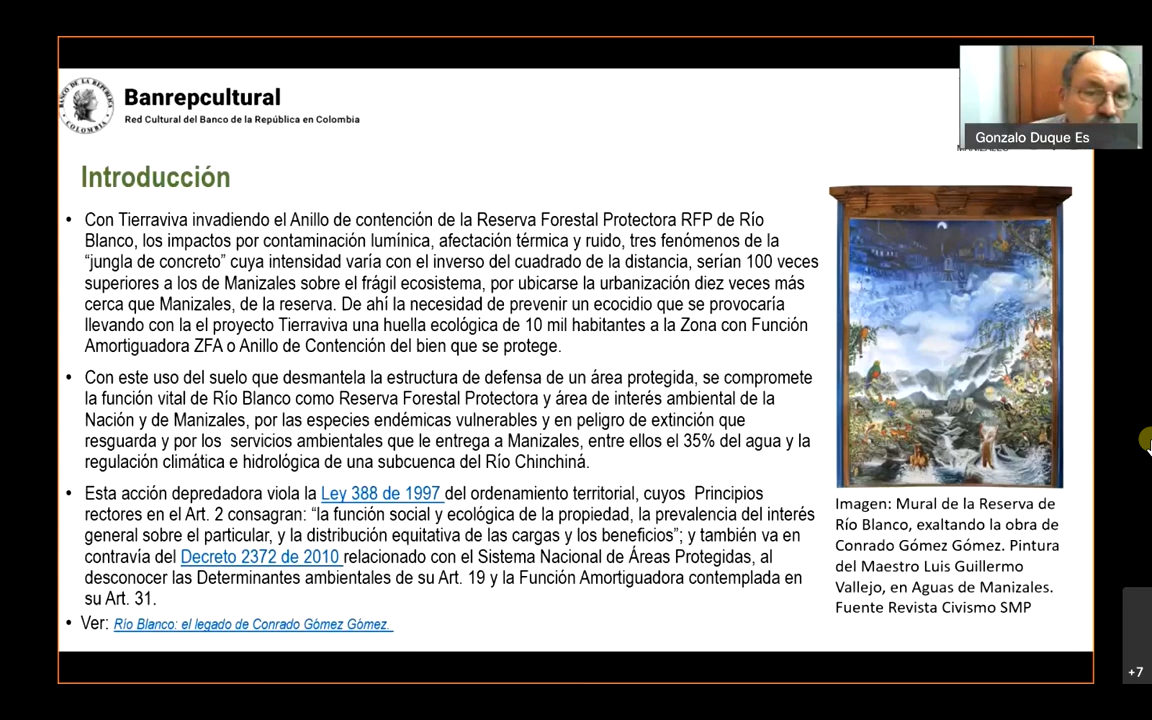 BANCO DE LA REPÚBLICA
COLOMBIA
Banrepcultural
Red Cultural del Banco de la República en Colombia
Gonzalo Duque Es
Introducción
• Con Tierraviva invadiendo el Anillo de contención de la Reserva Forestal Protectora RFP de Río
Blanco, los impactos por contaminación lumínica, afectación térmica y ruido, tres fenómenos de la
“jungla de concreto” cuya intensidad varía con el inverso del cuadrado de la distancia, serían 100 veces
superiores a los de Manizales sobre el frágil ecosistema, por ubicarse la urbanización diez veces más
cerca que Manizales, de la reserva. De ahí la necesidad de prevenir un ecocidio que se provocaría
llevando con la el proyecto Tierraviva una huella ecológica de 10 mil habitantes a la Zona con Función
Amortiguadora ZFA o Anillo de Contención del bien que se protege.
• Con este uso del suelo que desmantela la estructura de defensa de un área protegida, se compromete
la función vital de Río Blanco como Reserva Forestal Protectora y área de interés ambiental de la
Nación y de Manizales, por las especies endémicas vulnerables y en peligro de extinción que
resguarda y por los servicios ambientales que le entrega a Manizales, entre ellos el 35% del agua y la
regulación climática e hidrológica de una subcuenca del Río Chinchiná.
• Esta acción depredadora viola la Ley 388 de 1997 del ordenamiento territorial, cuyos Principios
rectores en el Art. 2 consagran: “la función social y ecológica de la propiedad, la prevalencia del interés
general sobre el particular, y la distribución equitativa de las cargas y los beneficios”; y también va en
contravía del Decreto 2372 de 2010 relacionado con el Sistema Nacional de Áreas Protegidas, al
desconocer las Determinantes ambientales de su Art. 19 y la Función Amortiguadora contemplada en
su Art. 31.
• Ver: Río Blanco: el legado de Conrado Gómez Gómez.
Imagen: Mural de la Reserva de
Río Blanco, exaltando la obra de
Conrado Gómez Gómez. Pintura
del Maestro Luis Guillermo
Vallejo, en Aguas de Manizales.
Fuente Revista Civismo SMP
+7